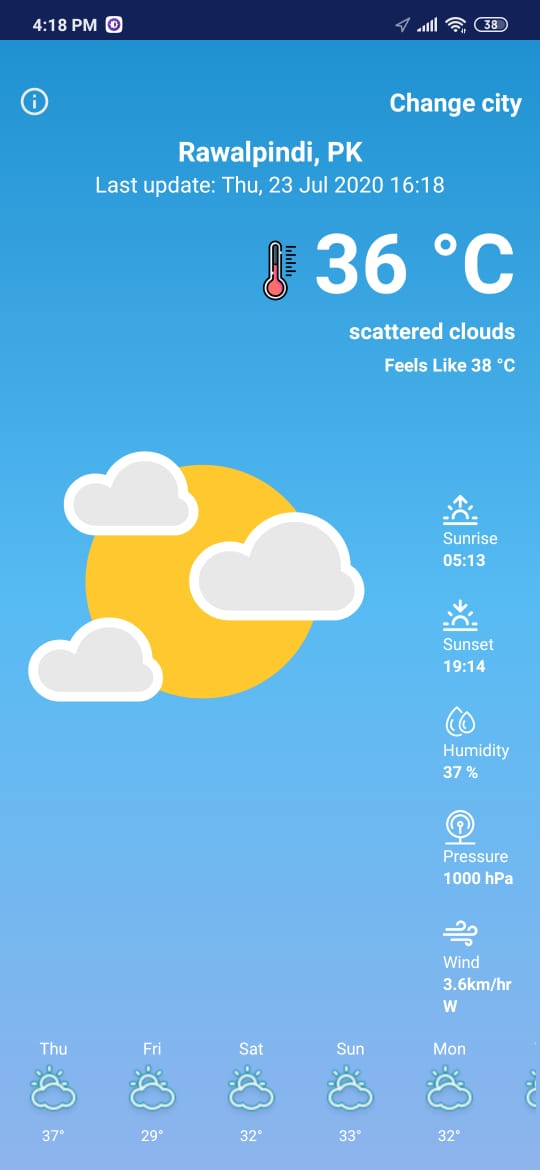 4:18 PM
38
Change city
Rawalpindi, PK
Last update: Thu, 23 Jul 2020 16:18
36 °C
scattered clouds
Feels Like 38 °C
Sunrise
05:13
Sunset
19:14
Humidity
37 %
Pressure
1000 hPa
Wind
3.6km/hr
W
Thu Fri Sat Sun Mon
37° 29° 32° 33° 32°